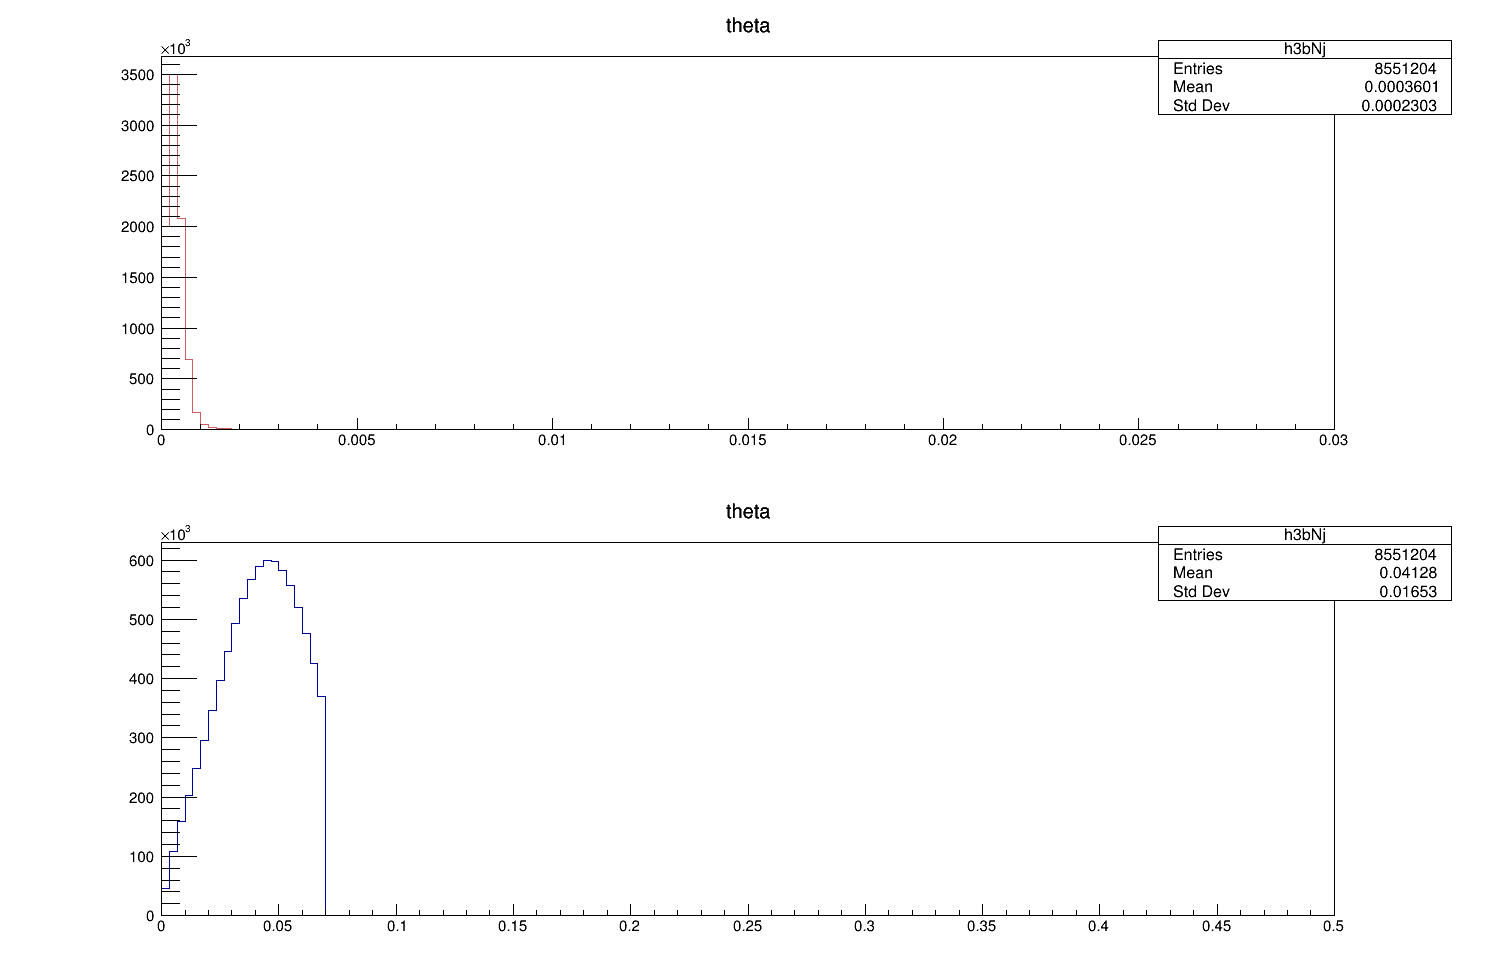 theta
×10³
h3bNj
Entries 8551204
Mean 0.0003601
Std Dev 0.0002303
3500
3000
2500
2000
1500
1000
500
0
0 0.005 0.01 0.015 0.02 0.025 0.03
theta
×10³
h3bNj
Entries 8551204
Mean 0.04128
Std Dev 0.01653
600
500
400
300
200
100
0
0 0.05 0.1 0.15 0.2 0.25 0.3 0.35 0.4 0.45 0.5